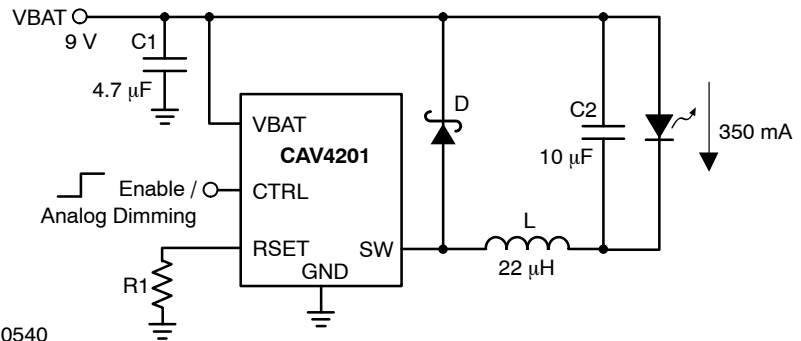 VBAT
9 V
C1
4.7 μF
VBAT
CAV4201
Enable /
CTRL
Analog Dimming
RSET
SW
GND
R1
D
L
22 μH
C2
10 μF
350 mA
0540